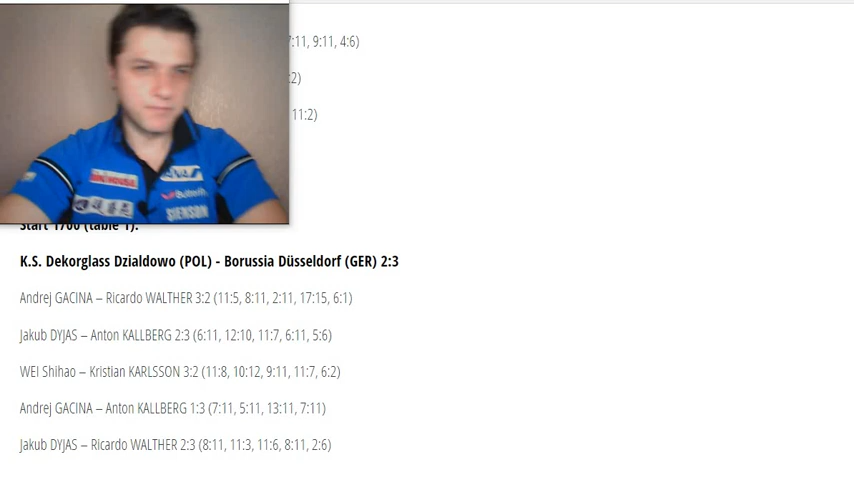 7:11, 9:11, 4:6)
:2)
11:2)
Start 1700 (table 1):
K.S. Dekorglass Dzialdowo (POL) - Borussia Düsseldorf (GER) 2:3
Andrej GACINA – Ricardo WALTHER 3:2 (11:5, 8:11, 2:11, 17:15, 6:1)
Jakub DYJAS – Anton KALLBERG 2:3 (6:11, 12:10, 11:7, 6:11, 5:6)
WEI Shihao – Kristian KARLSSON 3:2 (11:8, 10:12, 9:11, 11:7, 6:2)
Andrej GACINA – Anton KALLBERG 1:3 (7:11, 5:11, 13:11, 7:11)
Jakub DYJAS – Ricardo WALTHER 2:3 (8:11, 11:3, 11:6, 8:11, 2:6)